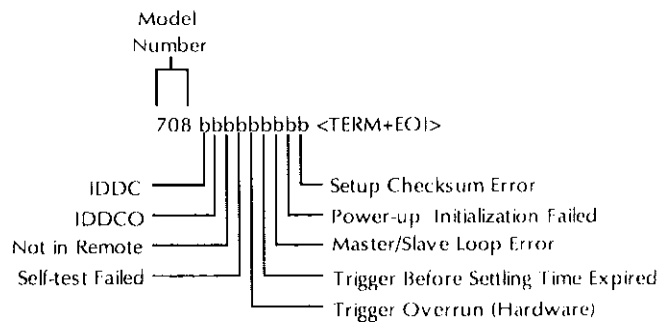 Model
Number
708 bbbbbbbbb <TERM+EOI>
IDDC
Setup Checksum Error
IDDCO
Power-up Initialization Failed
Not in Remote
Master/Slave Loop Error
Self-test Failed
Trigger Before Settling Time Expired
Trigger Overrun (Hardware)